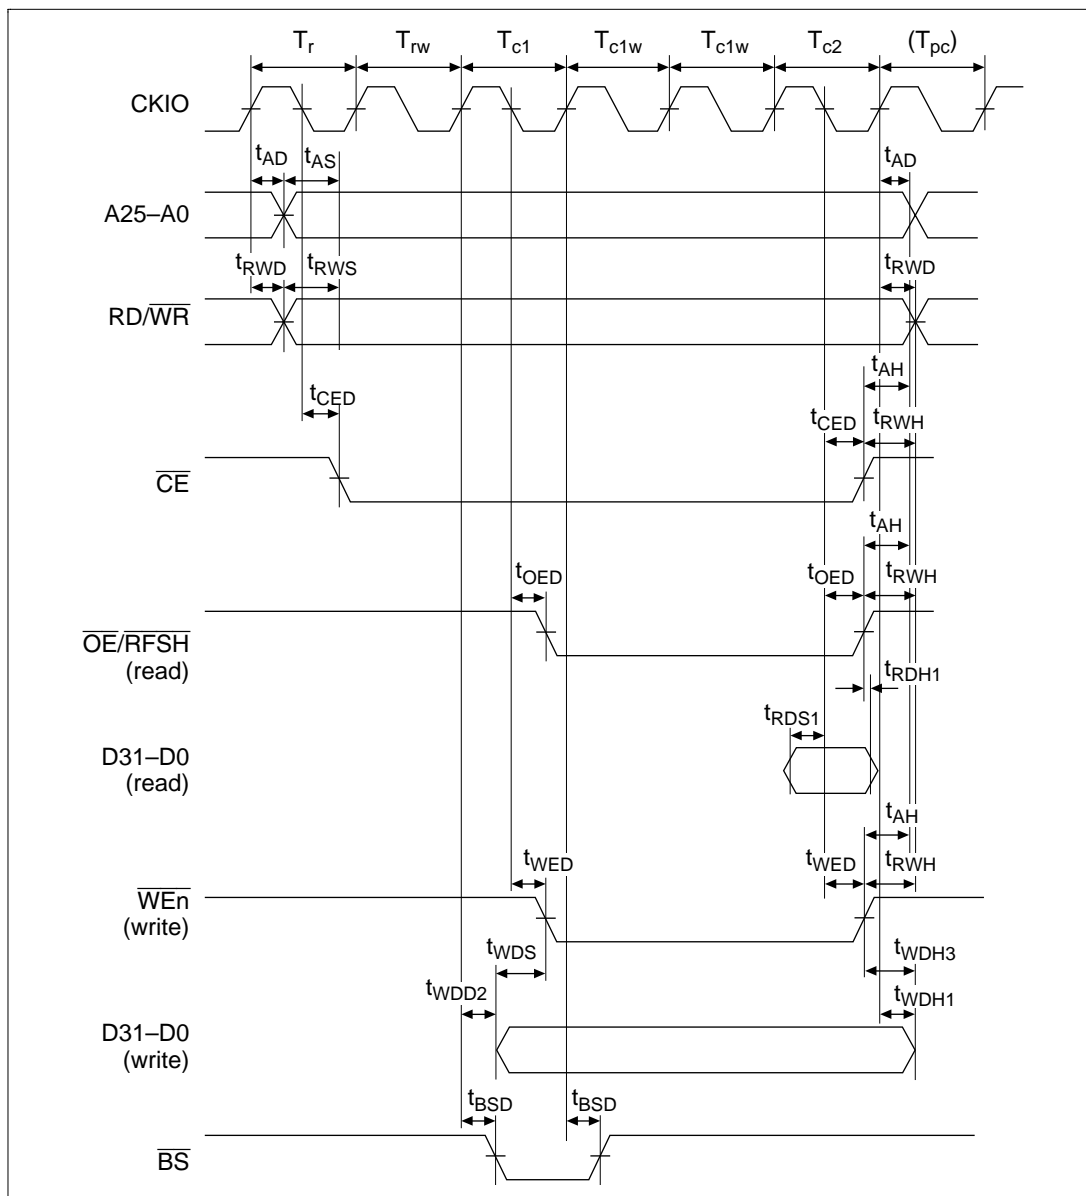 Tr Trw Tc1 Tc1w Tc1w Tc2 (Tpc)
CKIO
tAD tAS tAD
A25–A0
tRWD tRWS tRWD
RD/WR
tAH
tCED tCED tRWH
CE
tAH
tOED tOED tRWH
OE/RFSH
(read)
tRDH1
tRDS1
D31–D0
(read)
tAH
tWED tWED tRWH
WEn
(write)
tWDS tWDH3
tWDD2 tWDH1
D31–D0
(write)
tBSD tBSD
BS